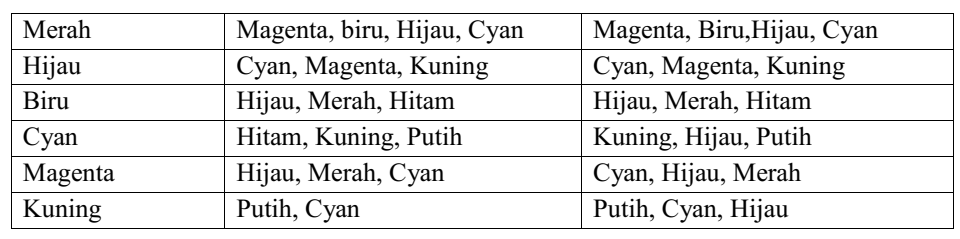 Merah Magenta, biru, Hijau, Cyan Magenta, Biru,Hijau, Cyan
Hijau Cyan, Magenta, Kuning Cyan, Magenta, Kuning
Biru Hijau, Merah, Hitam Hijau, Merah, Hitam
Cyan Hitam, Kuning, Putih Kuning, Hijau, Putih
Magenta Hijau, Merah, Cyan Cyan, Hijau, Merah
Kuning Putih, Cyan Putih, Cyan, Hijau